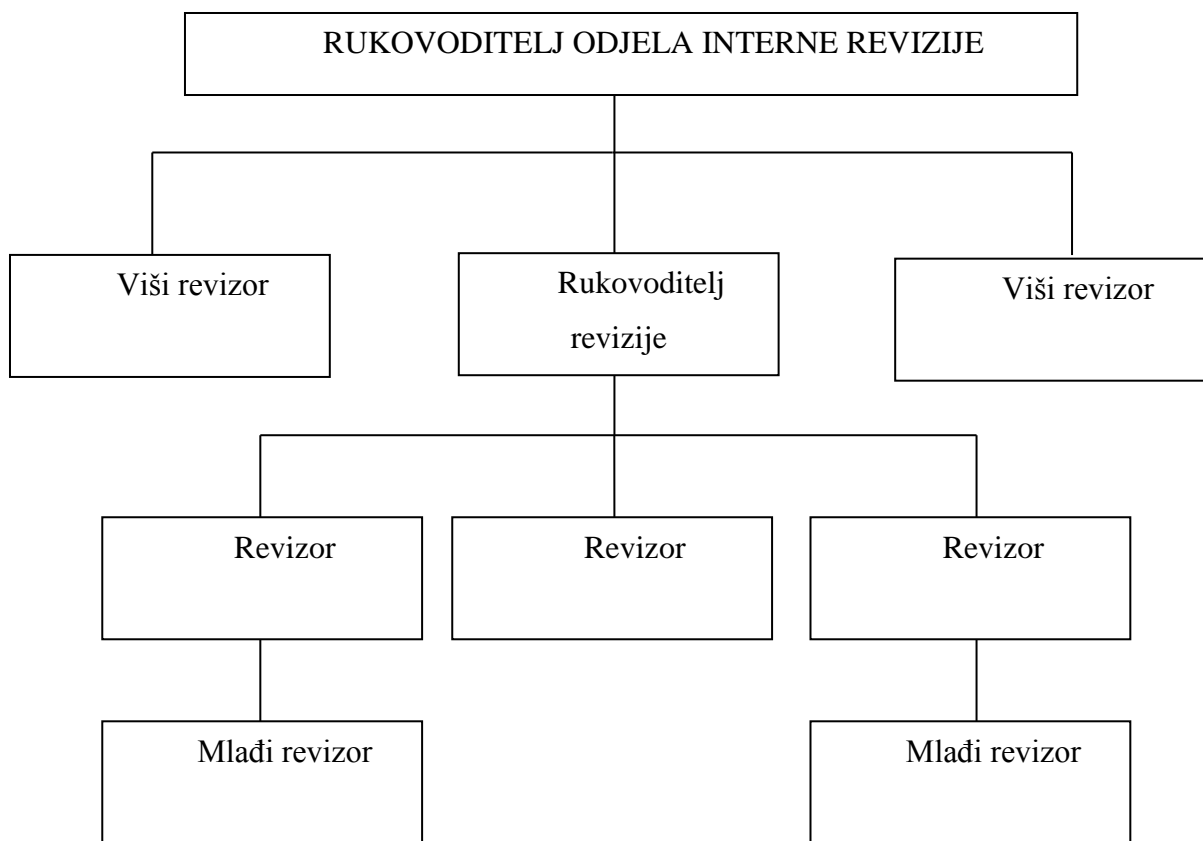 RUKOVODITELJ ODJELA INTERNE REVIZIJE
Viši revizor
Rukovoditelj
revizije
Viši revizor
Revizor
Revizor
Revizor
Mlađi revizor
Mlađi revizor